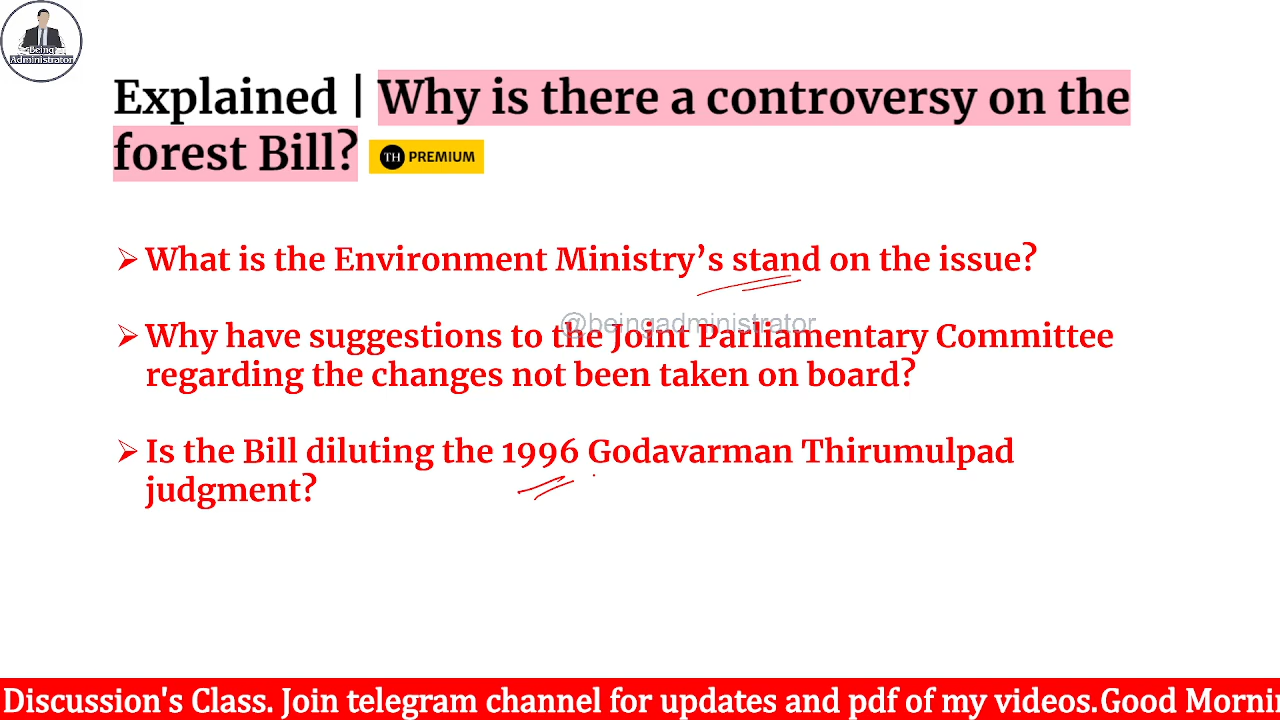 Being
Administrator
Explained | Why is there a controversy on the
forest Bill? TH PREMIUM
What is the Environment Ministry’s stand on the issue?
@beingadministrator
Why have suggestions to the Joint Parliamentary Committee
regarding the changes not been taken on board?
Is the Bill diluting the 1996 Godavarman Thirumulpad
judgment?
Discussion's Class. Join telegram channel for updates and pdf of my videos.Good Mornin